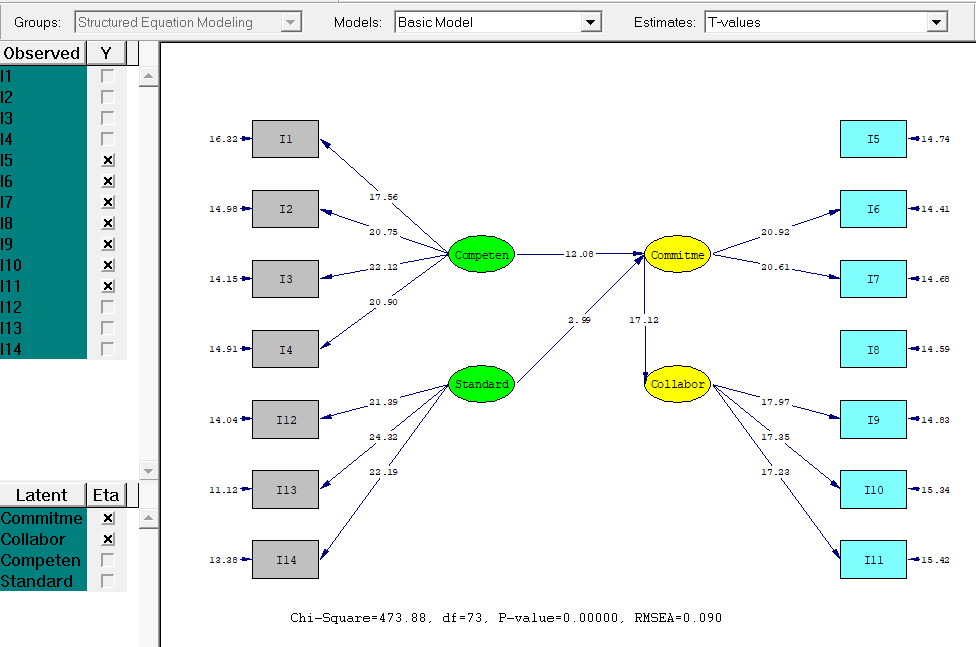 Groups: Structured Equation Modeling Models: Basic Model Estimates: T-values
Observed Y
I1
I2
I3
I4
I5
I6
I7
I8
I9
I10
I11
I12
I13
I14
Latent Eta
Commitme
Collabor
Competen
Standard
16.32 I1
14.98 I2
14.15 I3
14.91 I4
14.04 I12
11.12 I13
13.38 I14
17.56
20.75
22.12
20.90
21.39
24.32
22.19
Competen
Standard
12.08
2.99
17.12
Commitme
Collabor
20.92
20.61
17.97
17.35
17.23
I5 14.74
I6 14.41
I7 14.68
I8 14.59
I9 14.83
I10 15.34
I11 15.42
Chi-Square=473.88, df=73, P-value=0.00000, RMSEA=0.090